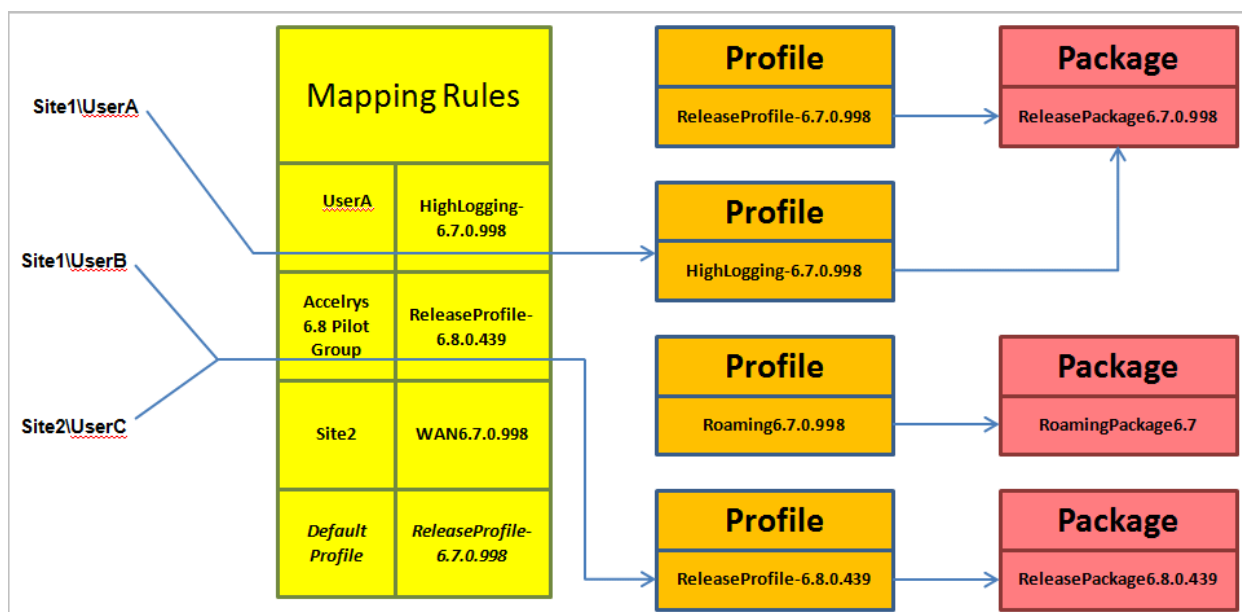 Site1\UserA
Site1\UserB
Site2\UserC
Mapping Rules
UserA
HighLogging-
6.7.0.998
Accelrys
6.8 Pilot
Group
ReleaseProfile-
6.8.0.439
Site2
WAN6.7.0.998
Default
Profile
ReleaseProfile-
6.7.0.998
Profile
ReleaseProfile-6.7.0.998
Package
ReleasePackage6.7.0.998
Profile
HighLogging-6.7.0.998
Profile
Roaming6.7.0.998
Package
RoamingPackage6.7
Profile
ReleaseProfile-6.8.0.439
Package
ReleasePackage6.8.0.439